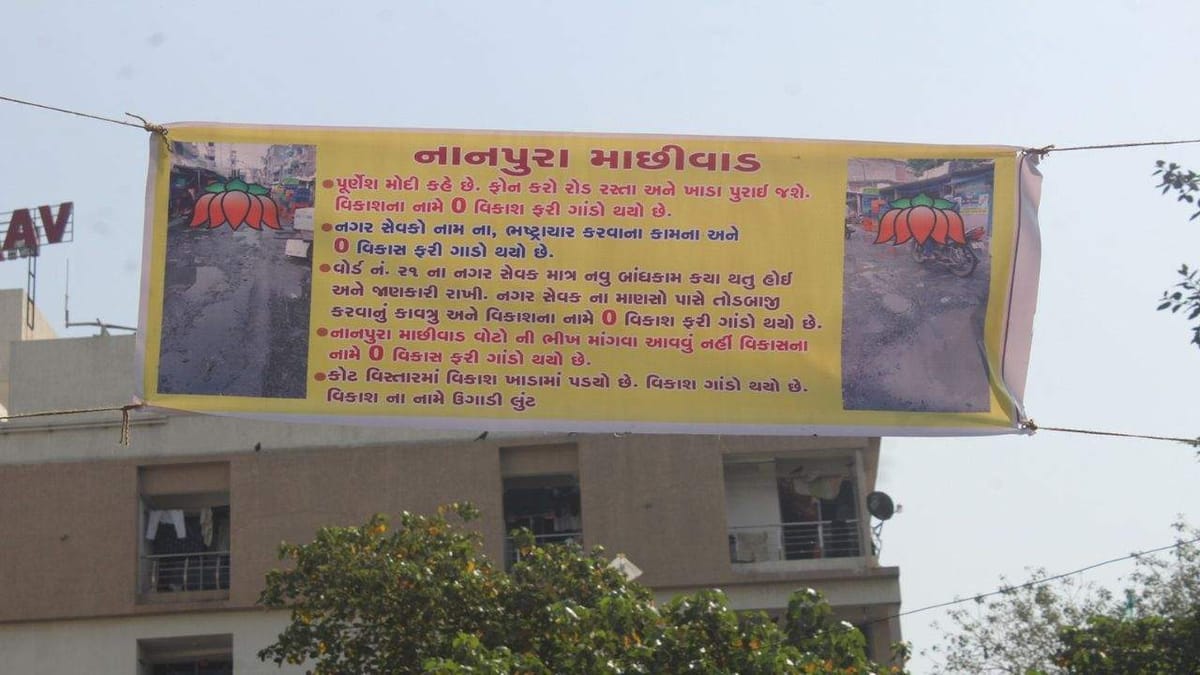 AV
નાનપુરા માછીવાડ
•પૂર્ણેશ મોદી કહે છે. ફોન કરો રોડ રસ્તા અને ખાડા પુરાઈ જશે.
વિકાશના નામે 0 વિકાશ ફરી ગાંડો થયો છે.
•નગર સેવકો નામ ના, ભષ્ટ્રાચાર કરવાના કામના અને
0 વિકાસ ફરી ગાડો થયો છે.
•વોર્ડ નં. ૨૧ ના નગર સેવક માત્ર નવુ બાંધકામ કયા થતુ હોઈ
અને જાણકારી રાખી. નગર સેવક ના માણસો પાસે તોડબાજી
કરવાનું કાવત્રુ અને વિકાશના નામે 0 વિકાશ ફરી ગાંડો થયો છે.
•નાનપુરા માછીવાડ વોટો ની ભીખ માંગવા આવવું નહીં વિકાસના
નામે 0 વિકાસ ફરી ગાંડો થયો છે.
•કોટ વિસ્તારમાં વિકાશ ખાડામાં પડયો છે. વિકાશ ગાંડો થયો છે.
વિકાશ ના નામે ઉગાડી લુંટ